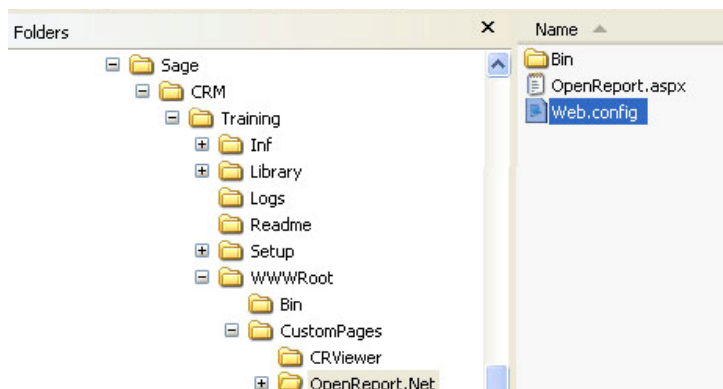 Folders
Sage
CRM
Training
Inf
Library
Logs
Readme
Setup
WWWRoot
Bin
CustomPages
CRViewer
OpenReport.Net
Name
Bin
OpenReport.aspx
Web.config